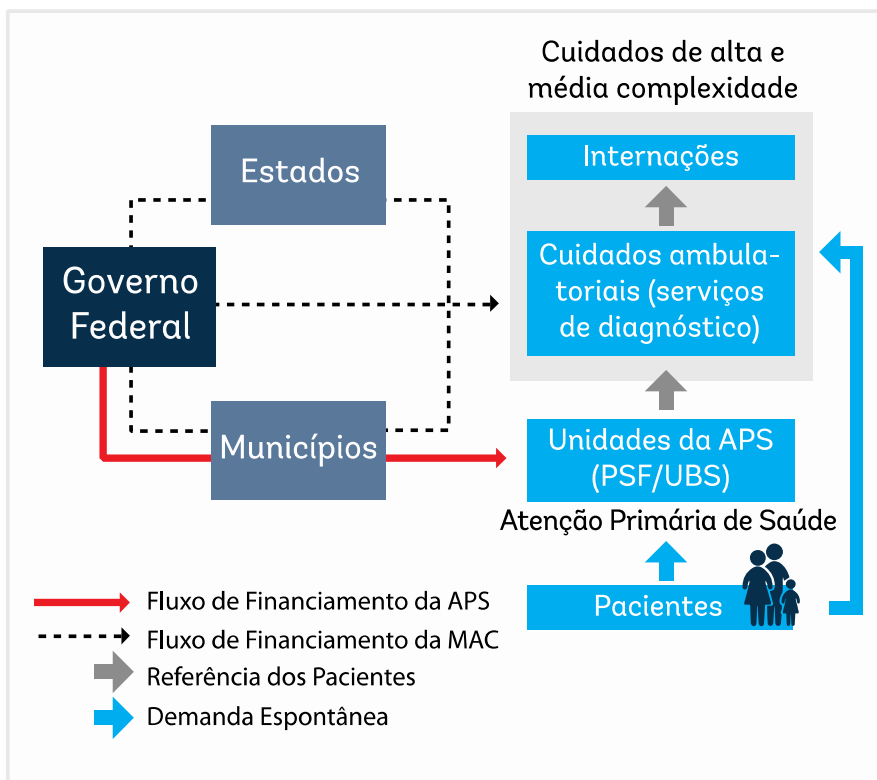 Cuidados de alta e
média complexidade
Estados
Internações
Governo
Federal
Cuidados ambula-
toriais (serviços
de diagnóstico)
Municípios
Unidades da APS
(PSF/UBS)
Atenção Primária de Saúde
Pacientes
Fluxo de Financiamento da APS
Fluxo de Financiamento da MAC
Referência dos Pacientes
Demanda Espontânea